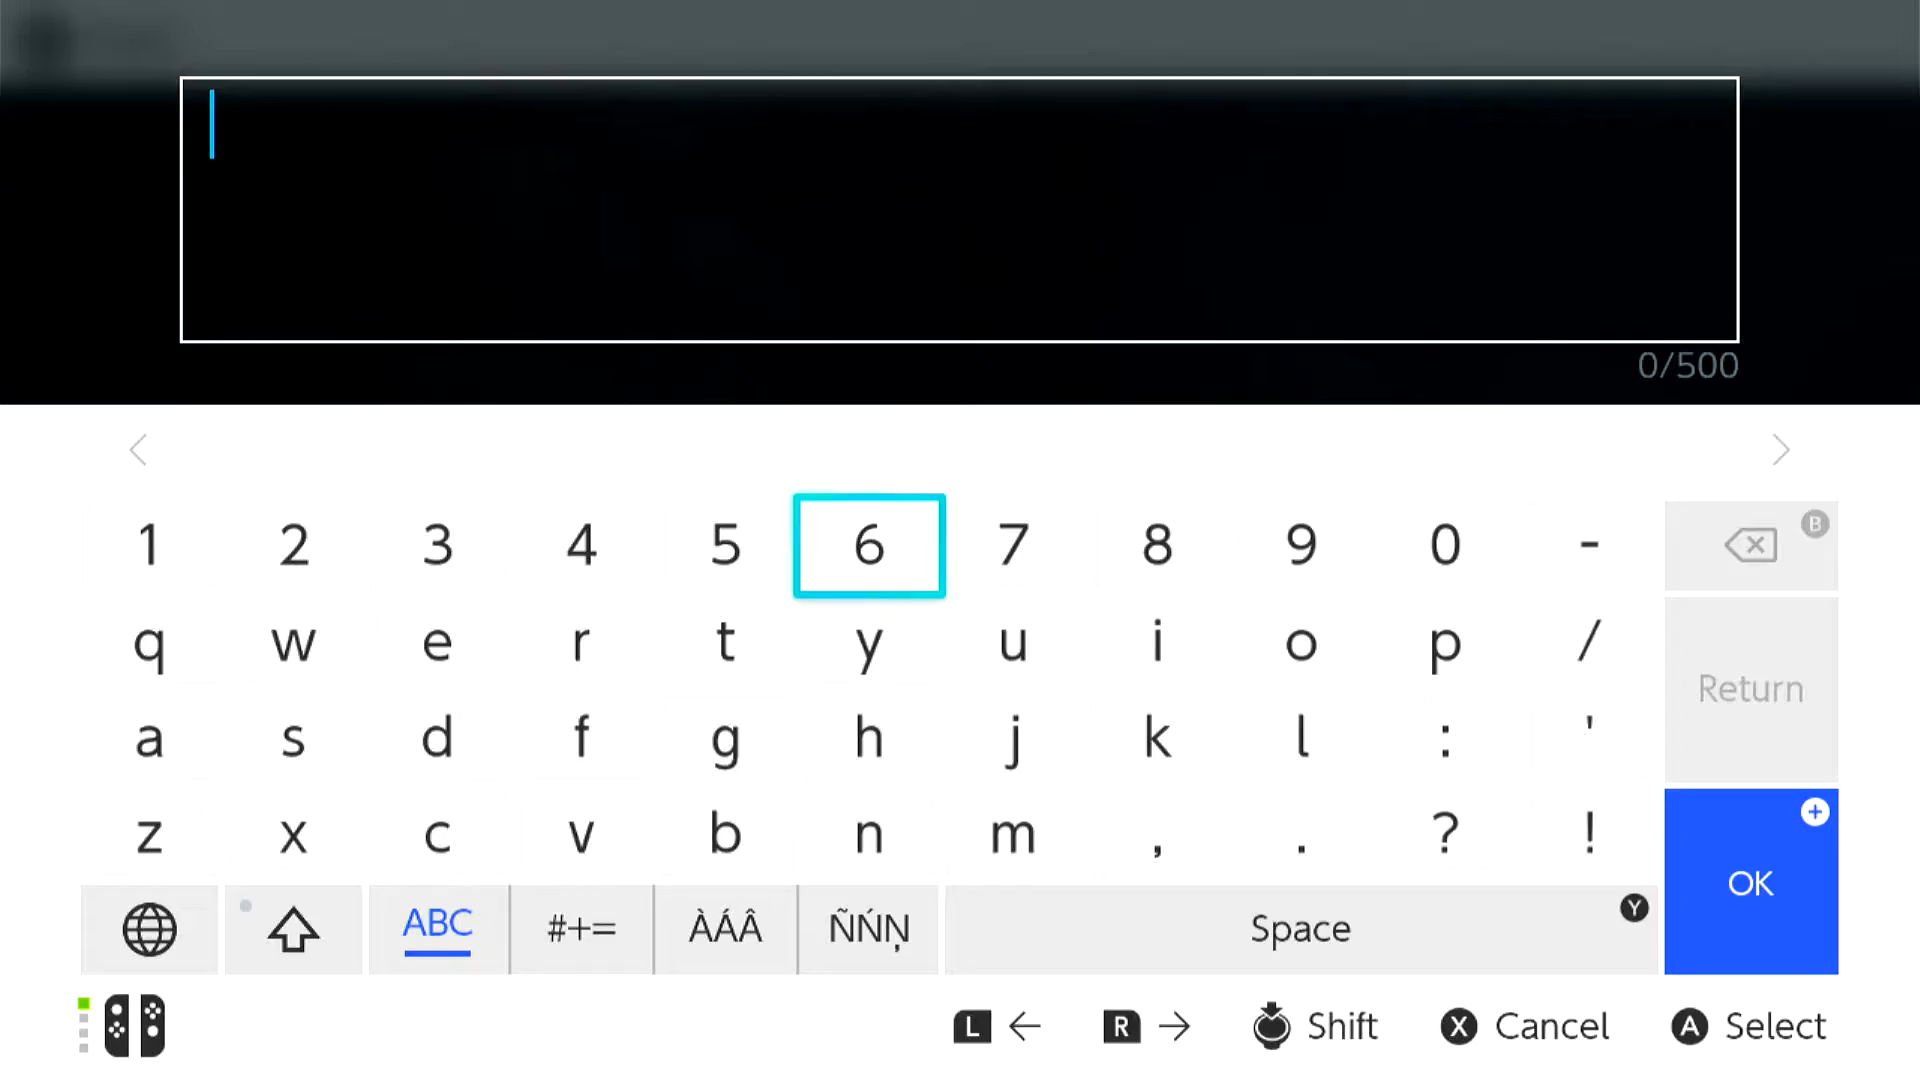 0/500
1 2 3 4 5 6 7 8 9 0 - B
q w e r t y u i o p /
Return
a s d f g h j k l : '
z x c v b n m , . ? ! +
OK
ABC #+= ÀÁÂ ÑŃŅ Space Y
L ← R → Shift X Cancel A Select